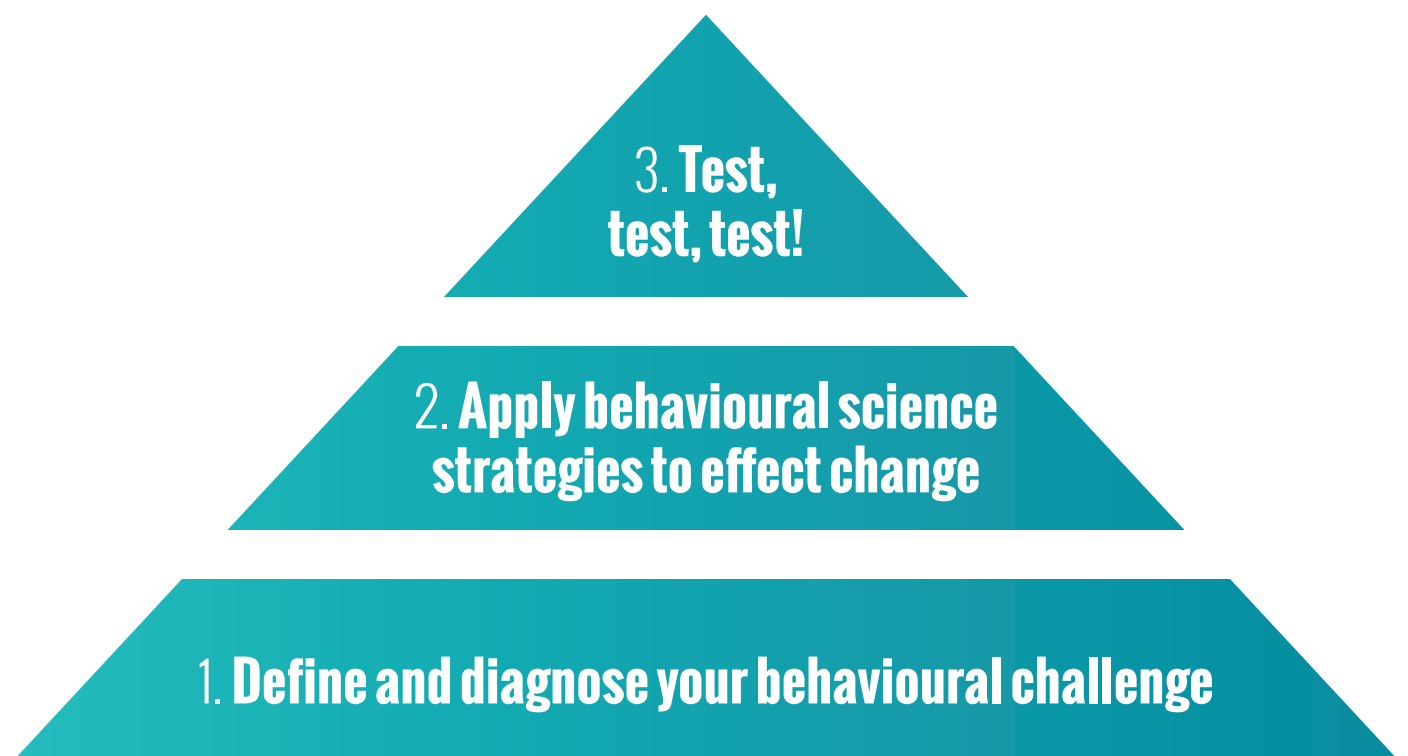 3. Test,
test, test!
2. Apply behavioural science
strategies to effect change
1. Define and diagnose your behavioural challenge